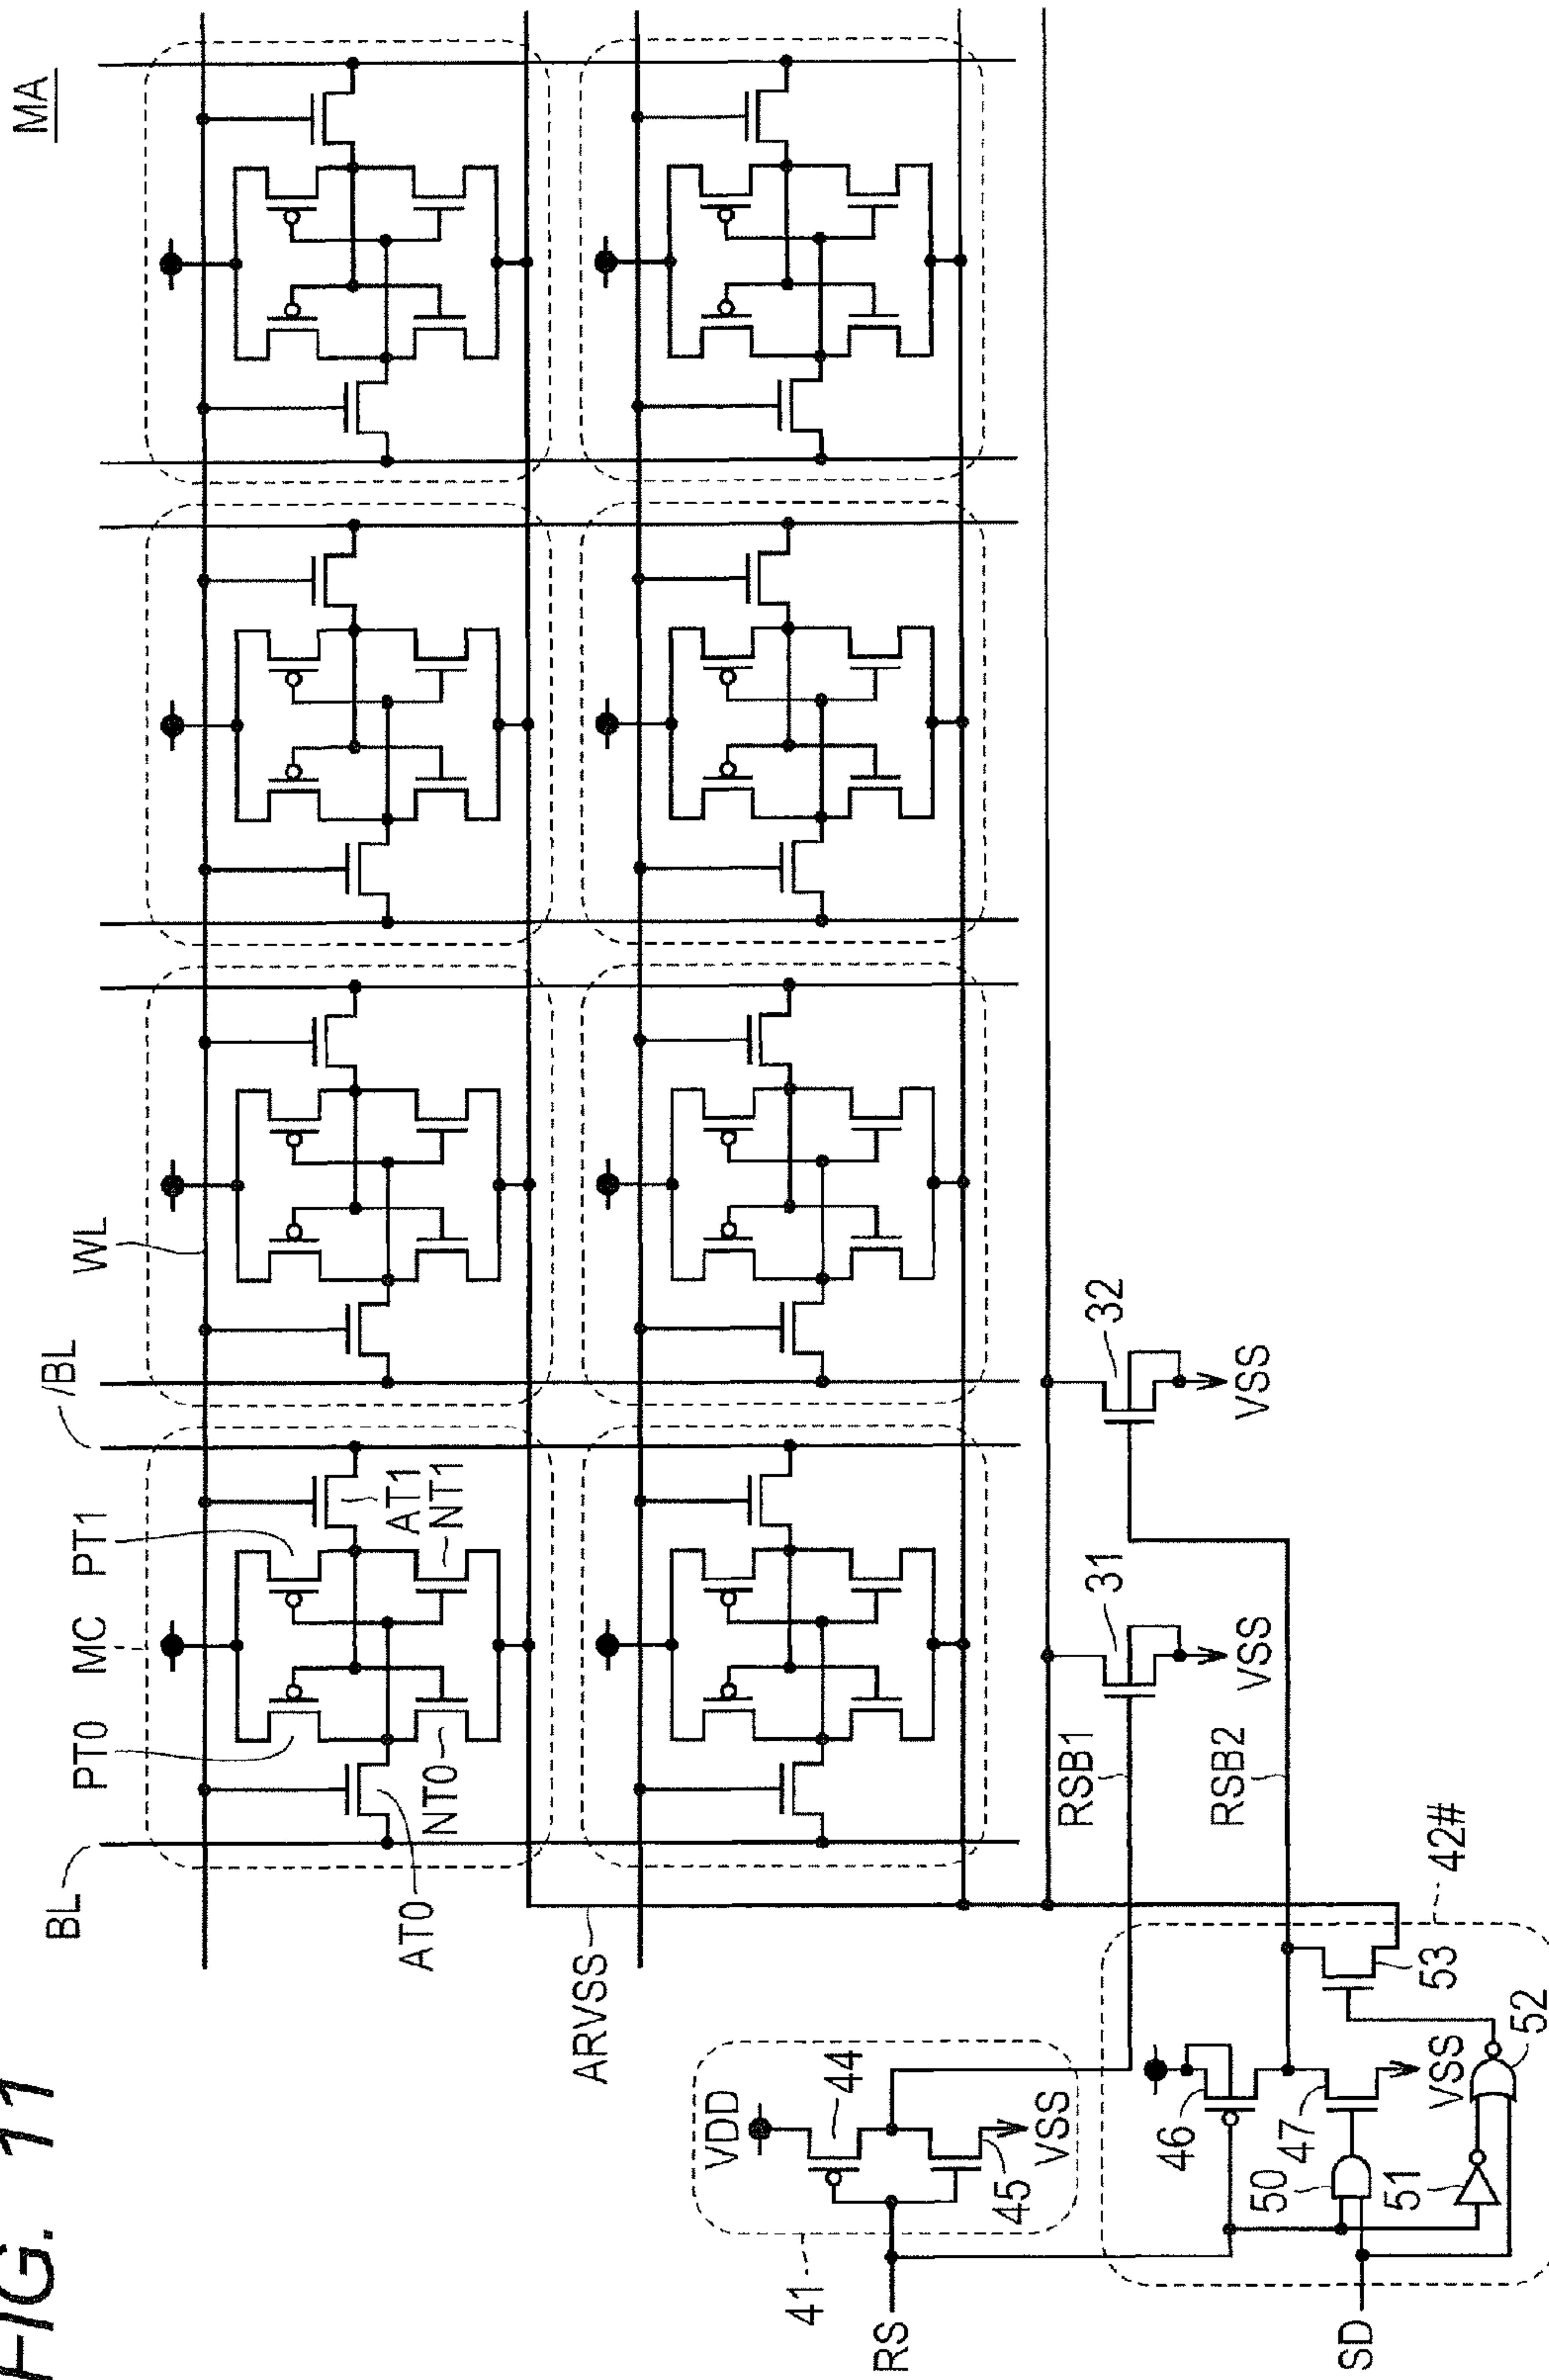 FIG. 11
MA
BL
PT0
MC
PT1
/BL
WL
AT0
NT0
AT1
NT1
ARVSS
RSB1
31
VSS
32
VSS
RSB2
41
VDD
44
45
VSS
RS
42#
46
47
VSS
50
51
52
53
SD